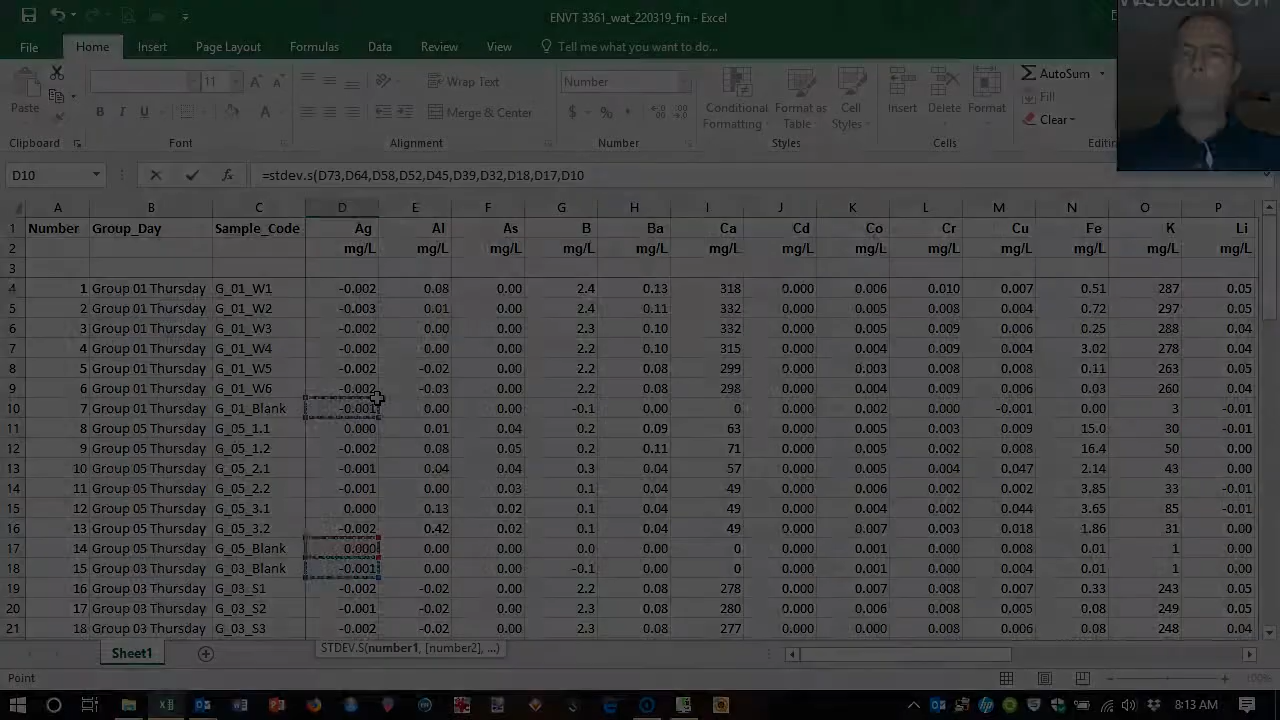 ENVT 3361_wat_220319_fin - Excel
Webcam On
File Home Insert Page Layout Formulas Data Review View Tell me what you want to do...
Paste
11
Wrap Text
Merge & Center
Number
Conditional Formatting
Format as Table
Cell Styles
Insert
Delete
Format
AutoSum
Fill
Clear
Clipboard Font Alignment Number Styles Cells
D10 =stdev.s(D73,D64,D58,D52,D45,D39,D32,D18,D17,D10
A B C D E F G H I J K L M N O P
1 Number Group_Day Sample_Code Ag Al As B Ba Ca Cd Co Cr Cu Fe K Li
2 mg/L mg/L mg/L mg/L mg/L mg/L mg/L mg/L mg/L mg/L mg/L mg/L mg/L
3
4 1 Group 01 Thursday G_01_W1 -0.002 0.08 0.00 2.4 0.13 318 0.000 0.006 0.010 0.007 0.51 287 0.05
5 2 Group 01 Thursday G_01_W2 -0.003 0.01 0.00 2.4 0.11 332 0.000 0.005 0.008 0.004 0.72 297 0.05
6 3 Group 01 Thursday G_01_W3 -0.002 0.00 0.00 2.3 0.10 332 0.000 0.005 0.009 0.006 0.25 288 0.04
7 4 Group 01 Thursday G_01_W4 -0.002 0.00 0.00 2.2 0.10 315 0.000 0.004 0.009 0.004 3.02 278 0.04
8 5 Group 01 Thursday G_01_W5 -0.002 -0.02 0.00 2.2 0.08 299 0.000 0.003 0.008 0.004 0.11 263 0.05
9 6 Group 01 Thursday G_01_W6 -0.002 -0.03 0.00 2.2 0.08 298 0.000 0.004 0.009 0.006 0.03 260 0.04
10 7 Group 01 Thursday G_01_Blank -0.001 0.00 0.00 -0.1 0.00 0 0.000 0.002 0.000 -0.001 0.00 3 -0.01
11 8 Group 05 Thursday G_05_1.1 0.000 0.01 0.04 0.2 0.09 63 0.000 0.005 0.003 0.009 15.0 30 -0.01
12 9 Group 05 Thursday G_05_1.2 -0.002 0.08 0.05 0.2 0.11 71 0.000 0.005 0.002 0.008 16.4 50 0.00
13 10 Group 05 Thursday G_05_2.1 -0.001 0.04 0.04 0.3 0.04 57 0.000 0.005 0.004 0.047 2.14 43 0.00
14 11 Group 05 Thursday G_05_2.2 -0.001 0.00 0.03 0.1 0.04 49 0.000 0.006 0.002 0.002 3.85 33 -0.01
15 12 Group 05 Thursday G_05_3.1 0.000 0.13 0.02 0.1 0.04 49 0.000 0.005 0.004 0.008 3.65 85 -0.01
16 13 Group 05 Thursday G_05_3.2 -0.002 0.42 0.02 0.1 0.04 49 0.000 0.007 0.003 0.018 1.86 31 0.00
17 14 Group 05 Thursday G_05_Blank 0.000 0.00 0.00 0.0 0.00 0 0.000 0.001 0.000 0.008 0.01 1 0.00
18 15 Group 03 Thursday G_03_Blank -0.001 0.00 0.00 -0.1 0.00 0 0.000 0.001 0.000 0.004 0.01 1 0.00
19 16 Group 03 Thursday G_03_S1 -0.002 -0.02 0.00 2.2 0.08 278 0.000 0.007 0.008 0.006 0.33 243 0.05
20 17 Group 03 Thursday G_03_S2 -0.001 -0.02 0.00 2.3 0.08 280 0.000 0.006 0.008 0.005 0.08 249 0.05
21 18 Group 03 Thursday G_03_S3 -0.002 -0.02 0.00 2.3 0.08 277 0.000 0.005 0.008 0.006 0.08 248 0.04
STDEV.S(number1, [number2], ...)
Sheet1
Point 100%
8:13 AM